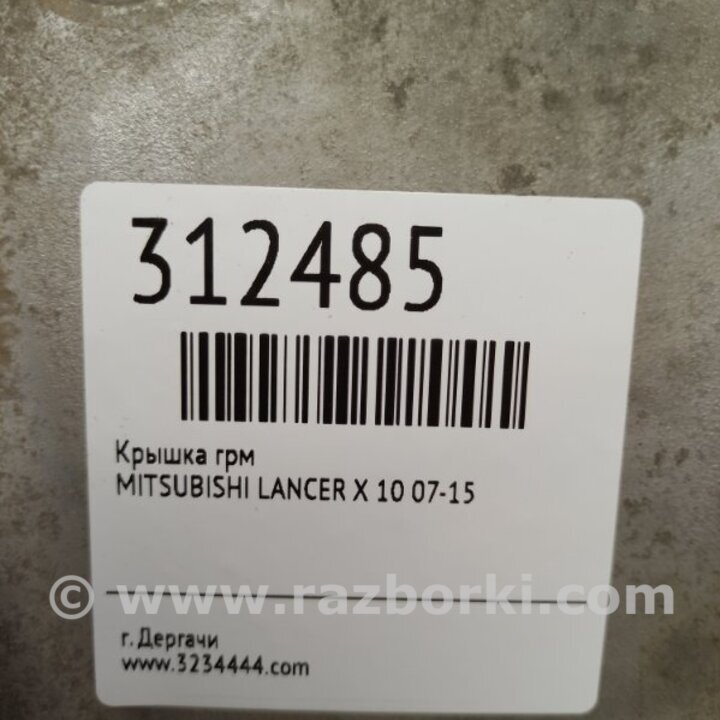 312485
Крышка грм
MITSUBISHI LANCER X 10 07-15
© www.razborki.com
г. Дергачи
www.3234444.com